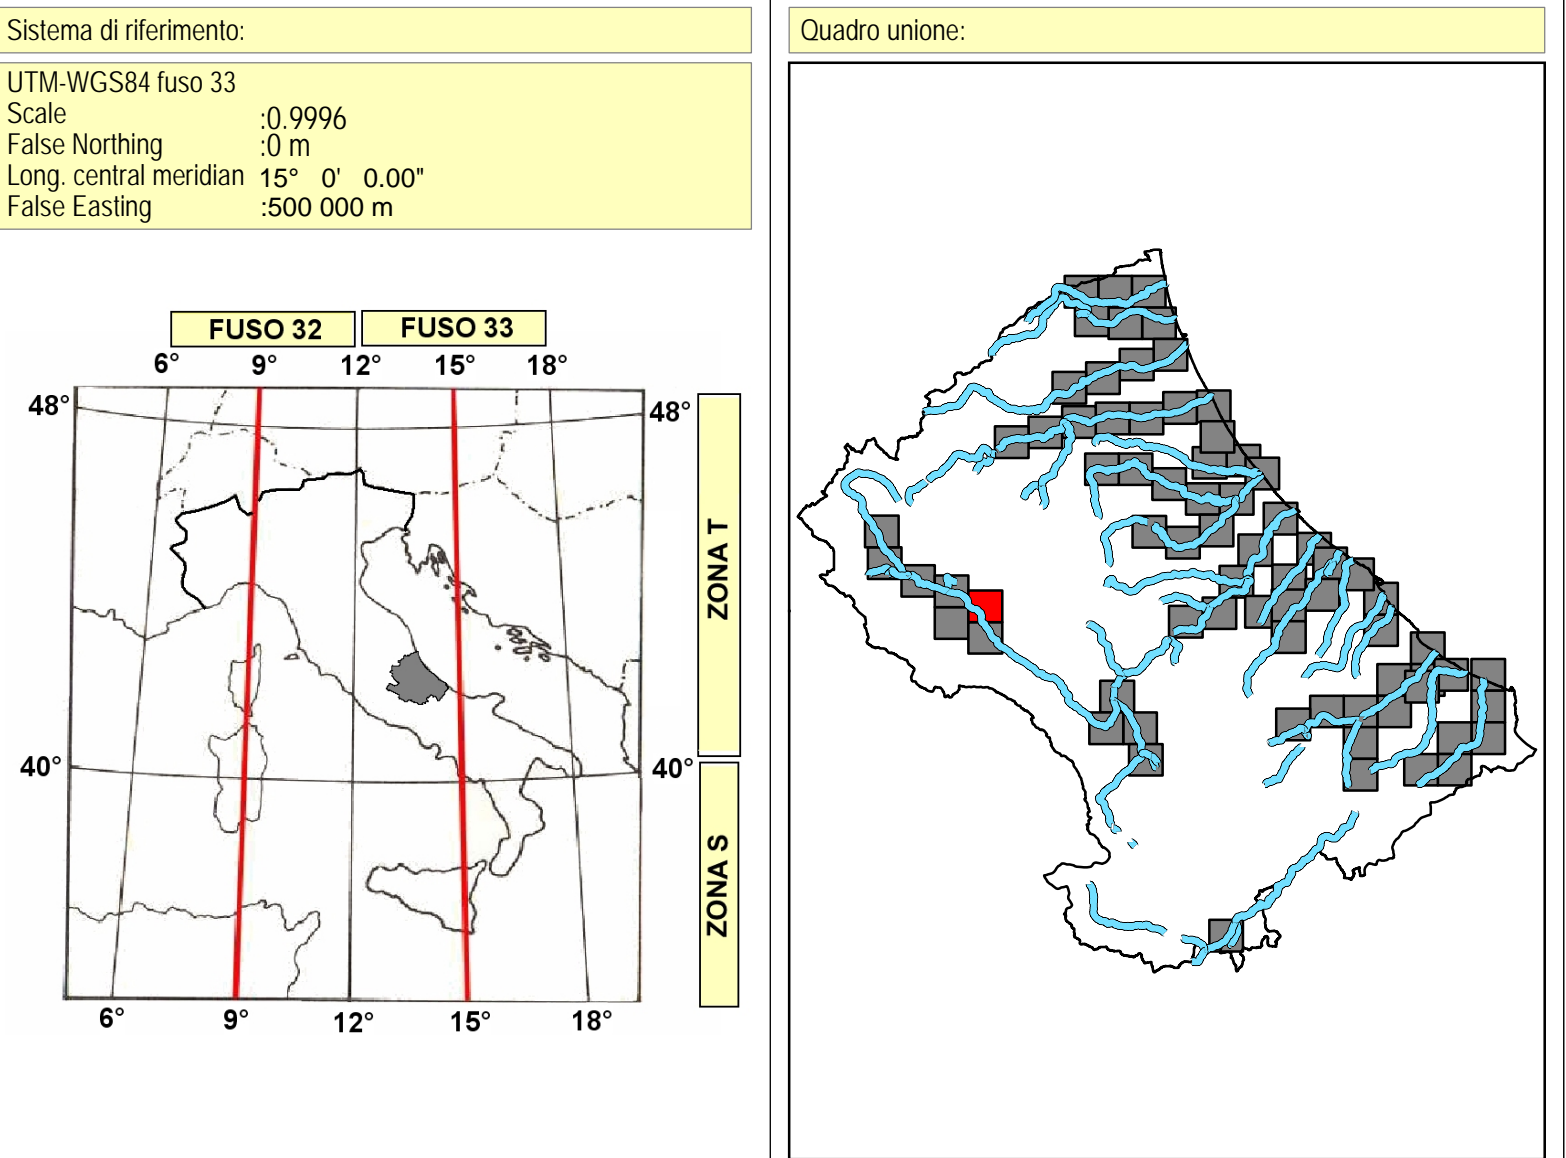 Sistema di riferimento:
UTM-WGS84 fuso 33
Scale :0.9996
False Northing :0 m
Long. central meridian 15° 0' 0.00"
False Easting :500 000 m
FUSO 32 FUSO 33
6° 9° 12° 15° 18°
48° 48°
ZONA T
40° 40°
ZONA S
6° 9° 12° 15° 18°
Quadro unione: